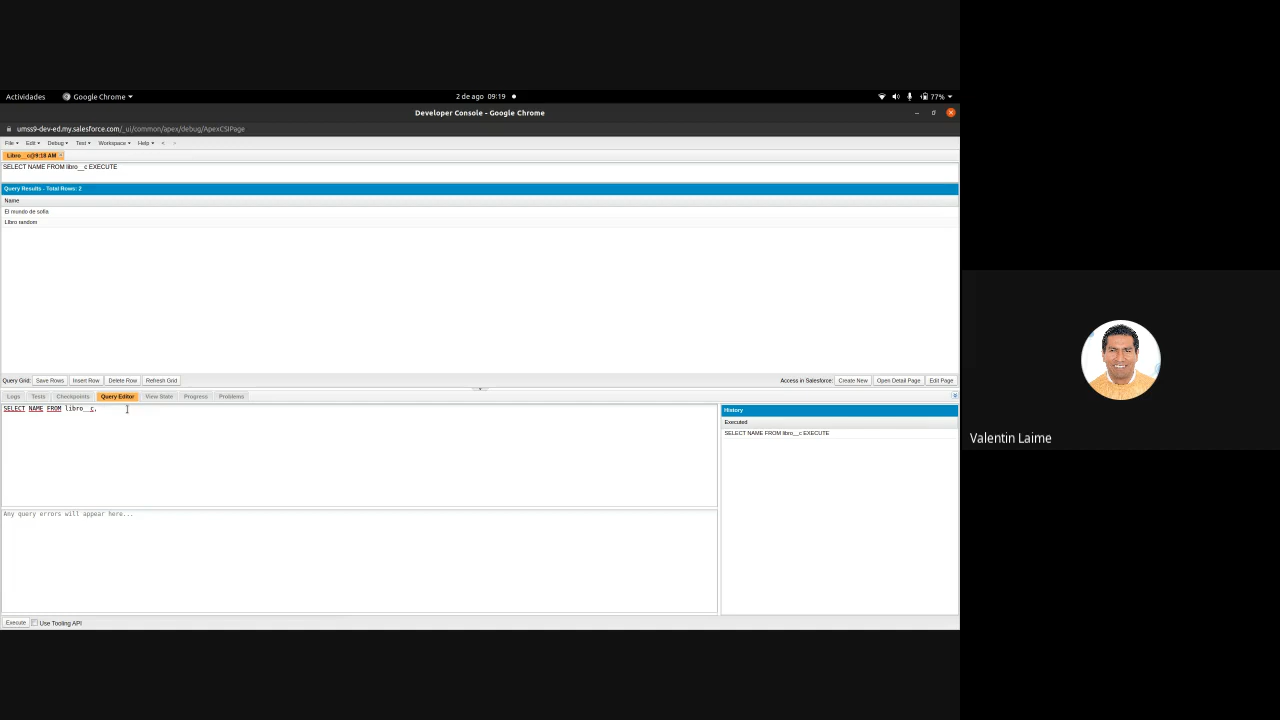 Actividades Google Chrome 2 de ago 09:19 77%
Developer Console - Google Chrome
umss9-dev-ed.my.salesforce.com/_ui/common/apex/debug/ApexCSIPage
File Edit Debug Test Workspace Help < >
Libro__c@9:18 AM
SELECT NAME FROM libro__c EXECUTE
Query Results - Total Rows: 2
Name
El mundo de sofia
Libro random
Query Grid: Save Rows Insert Row Delete Row Refresh Grid Access in Salesforce: Create New Open Detail Page Edit Page
Logs Tests Checkpoints Query Editor View State Progress Problems
SELECT NAME FROM libro__c,
History
Executed
SELECT NAME FROM libro__c EXECUTE
Any query errors will appear here...
Execute Use Tooling API
Valentin Laime